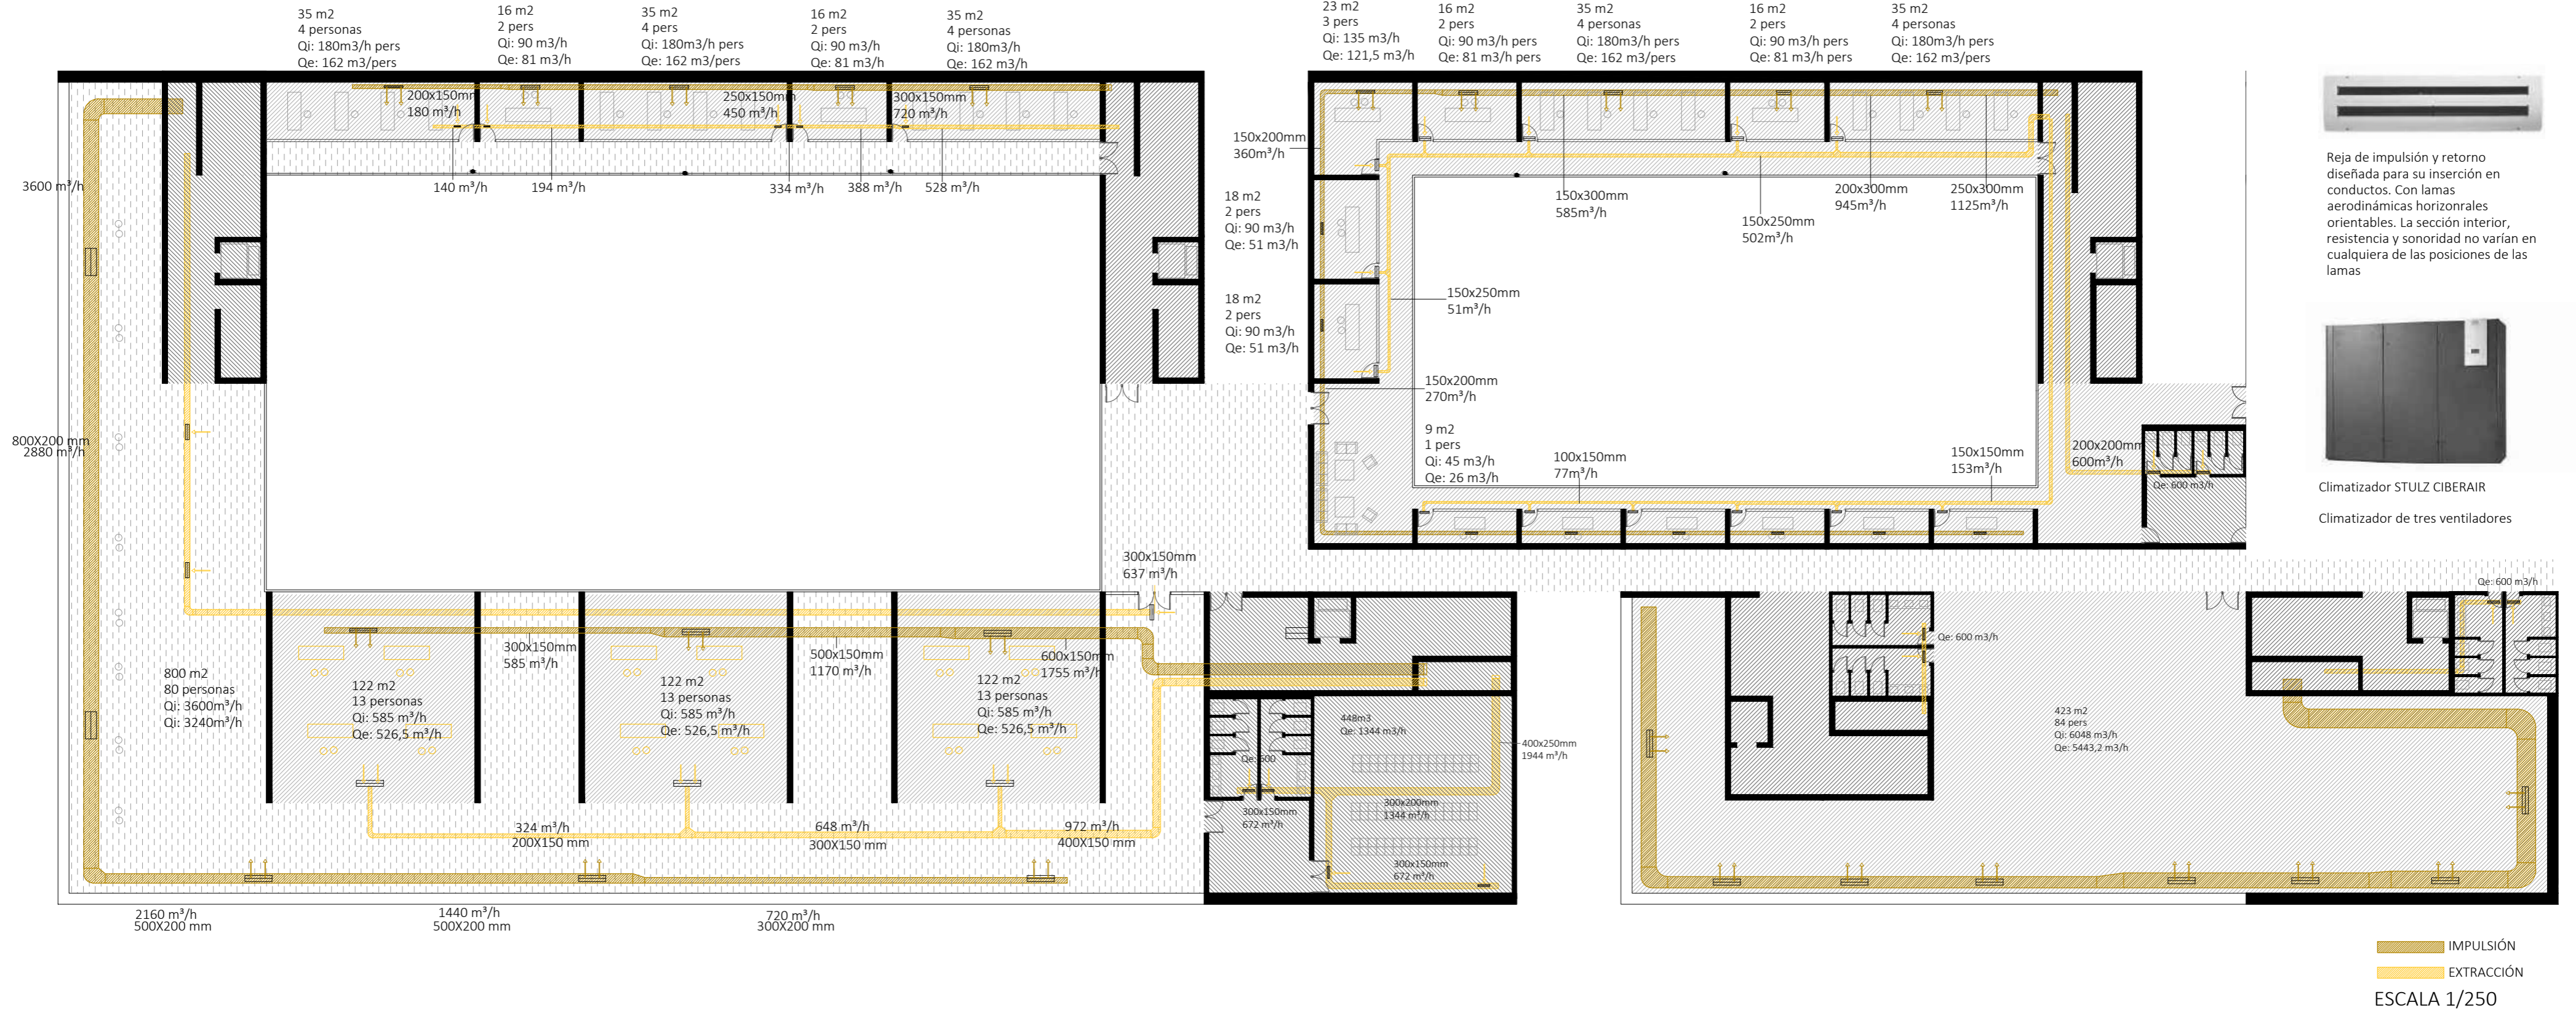 35 m2
4 personas
Qi: 180m3/h pers
Qe: 162 m3/pers
16 m2
2 pers
Qi: 90 m3/h
Qe: 81 m3/h
35 m2
4 pers
Qi: 180m3/h pers
Qe: 162 m3/pers
16 m2
2 pers
Qi: 90 m3/h
Qe: 81 m3/h
35 m2
4 personas
Qi: 180m3/h
Qe: 162 m3/h
23 m2
3 pers
Qi: 135 m3/h
Qe: 121,5 m3/h
16 m2
2 pers
Qi: 90 m3/h pers
Qe: 81 m3/h pers
35 m2
4 personas
Qi: 180m3/h pers
Qe: 162 m3/pers
16 m2
2 pers
Qi: 90 m3/h pers
Qe: 81 m3/h pers
35 m2
4 personas
Qi: 180m3/h pers
Qe: 162 m3/pers
200x150mm
180 m³/h
250x150mm
450 m³/h
300x150mm
720 m³/h
140 m³/h
194 m³/h
334 m³/h
388 m³/h
528 m³/h
3600 m³/h
800X200 mm
2880 m³/h
150x200mm
360m³/h
18 m2
2 pers
Qi: 90 m3/h
Qe: 51 m3/h
18 m2
2 pers
Qi: 90 m3/h
Qe: 51 m3/h
150x300mm
585m³/h
150x250mm
502m³/h
200x300mm
945m³/h
250x300mm
1125m³/h
150x250mm
51m³/h
150x200mm
270m³/h
9 m2
1 pers
Qi: 45 m3/h
Qe: 26 m3/h
100x150mm
77m³/h
150x150mm
153m³/h
200x200mm
600m³/h
Qe: 600 m3/h
Reja de impulsión y retorno
diseñada para su inserción en
conductos. Con lamas
aerodinámicas horizonrales
orientables. La sección interior,
resistencia y sonoridad no varían en
cualquiera de las posiciones de las
lamas
Climatizador STULZ CIBERAIR
Climatizador de tres ventiladores
300x150mm
637 m³/h
800 m2
80 personas
Qi: 3600m³/h
Qi: 3240m³/h
300x150mm
585 m³/h
500x150mm
1170 m³/h
600x150mm
1755 m³/h
122 m2
13 personas
Qi: 585 m³/h
Qe: 526,5 m³/h
122 m2
13 personas
Qi: 585 m³/h
Qe: 526,5 m³/h
122 m2
13 personas
Qi: 585 m³/h
Qe: 526,5 m³/h
324 m³/h
200X150 mm
648 m³/h
300X150 mm
972 m³/h
400X150 mm
2160 m³/h
500X200 mm
1440 m³/h
500X200 mm
720 m³/h
300X200 mm
448m3
Qe: 1344 m3/h
Qe: 600
400x250mm
1944 m³/h
300x150mm
672 m³/h
300x200mm
1344 m³/h
300x150mm
672 m³/h
Qe: 600 m3/h
Qe: 600 m3/h
423 m2
84 pers
Qi: 6048 m3/h
Qe: 5443,2 m3/h
IMPULSIÓN
EXTRACCIÓN
ESCALA 1/250